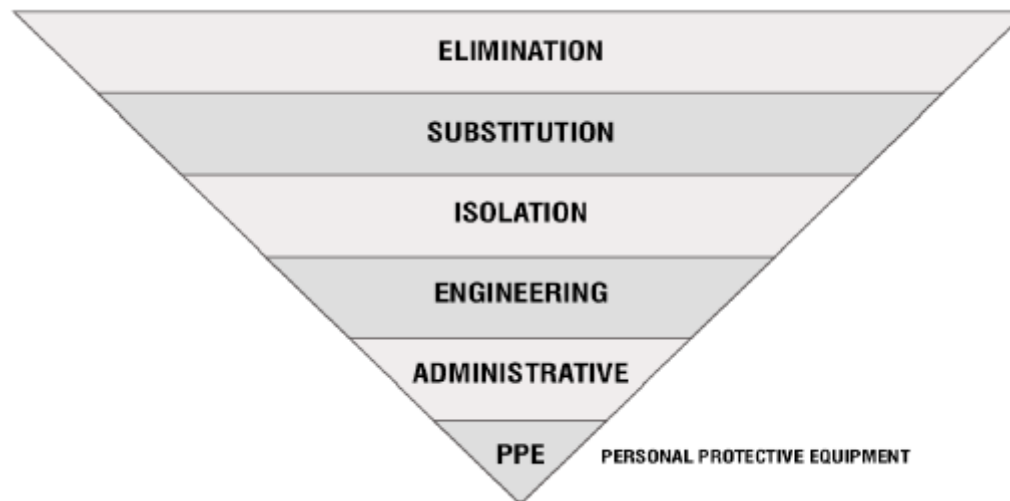 ELIMINATION
SUBSTITUTION
ISOLATION
ENGINEERING
ADMINISTRATIVE
PPE PERSONAL PROTECTIVE EQUIPMENT